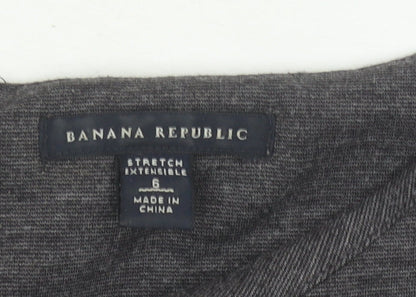 BANANA REPUBLIC
STRETCH
EXTENSIBLE
6
MADE IN
CHINA